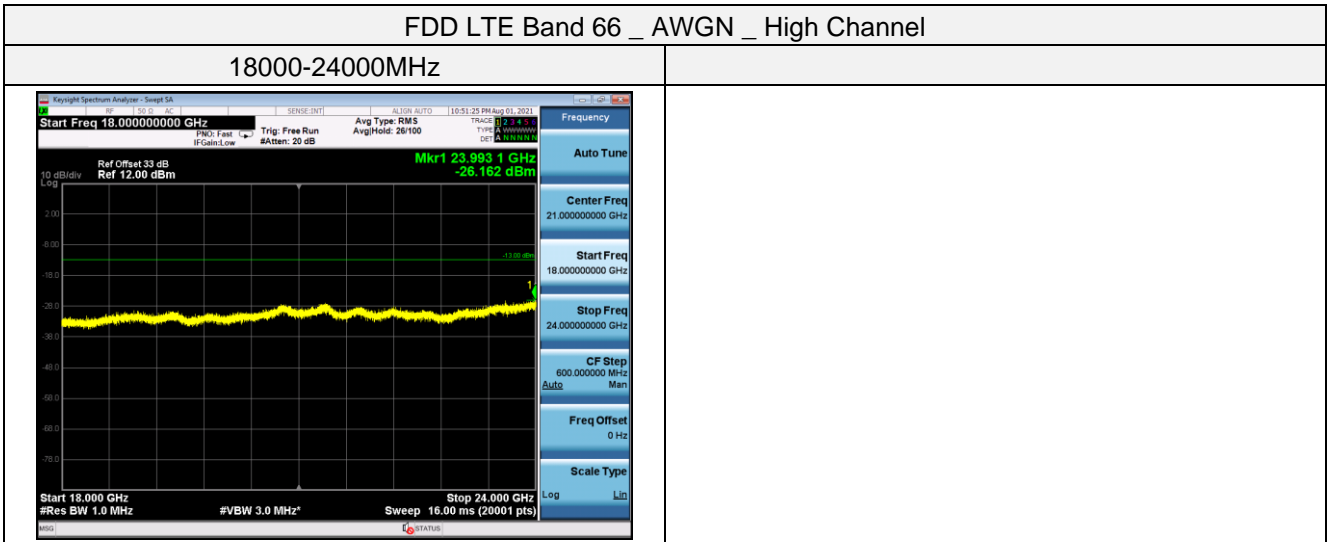 FDD LTE Band 66 _ AWGN _ High Channel
18000-24000MHz
Keysight Spectrum Analyzer - Swept SA
RF 50 Ω AC SENSE:INT ALIGN AUTO 10:51:25 PM Aug 01, 2021
Start Freq 18.000000000 GHz
PNO: Fast
IFGain:Low
Trig: Free Run
#Atten: 20 dB
Avg Type: RMS
Avg|Hold: 26/100
TRACE 1 2 3 4 5 6
TYPE A WWWWW
DET A N N N N N
Frequency
Auto Tune
Center Freq
21.000000000 GHz
Start Freq
18.000000000 GHz
Stop Freq
24.000000000 GHz
CF Step
600.000000 MHz
Auto Man
Freq Offset
0 Hz
Scale Type
Log Lin
Mkr1 23.993 1 GHz
-26.162 dBm
Ref Offset 33 dB
10 dB/div Ref 12.00 dBm
Log
2.00
-8.00
-13.00 dBm
-18.0
1
-28.0
-38.0
-48.0
-58.0
-68.0
-78.0
Start 18.000 GHz Stop 24.000 GHz
#Res BW 1.0 MHz #VBW 3.0 MHz* Sweep 16.00 ms (20001 pts)
MSG STATUS